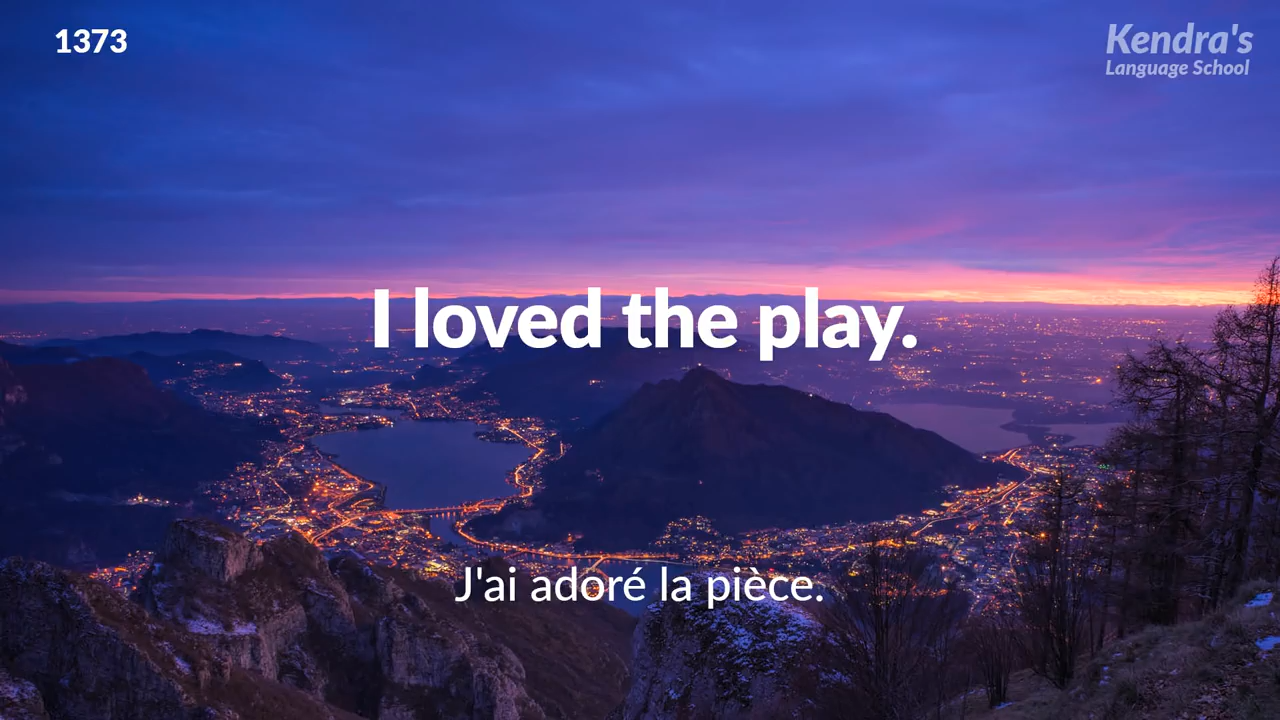 1373
Kendra's
Language School
I loved the play.
J'ai adoré la pièce.